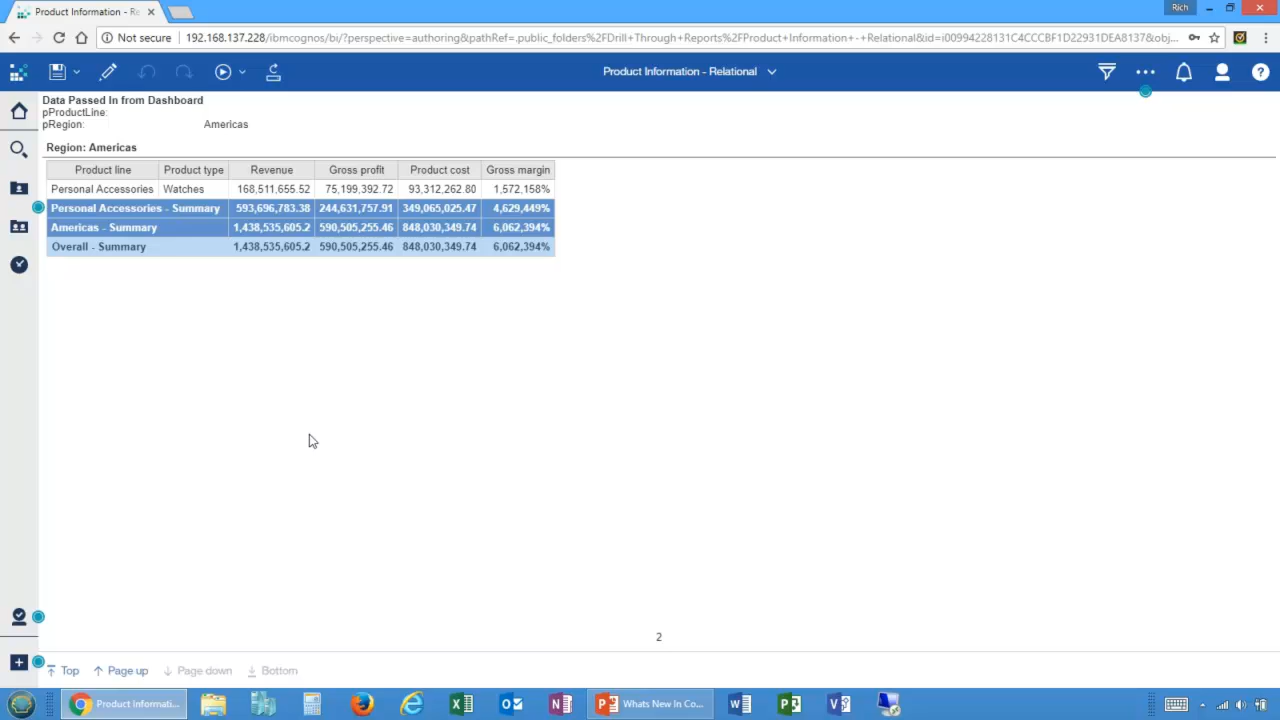 Product Information - Re
Rich
Not secure
192.168.137.228/ibmcognos/bi/?perspective=authoring&pathRef=.public_folders%2FDrill+Through+Reports%2FProduct+Information+-+Relational&id=i00994228131C4CCCBF1D22931DEA8137&obj...
Product Information - Relational
Data Passed In from Dashboard
pProductLine:
pRegion: Americas
Region: Americas
Product line Product type Revenue Gross profit Product cost Gross margin
Personal Accessories Watches 168,511,655.52 75,199,392.72 93,312,262.80 1,572,158%
Personal Accessories - Summary 593,696,783.38 244,631,757.91 349,065,025.47 4,629,449%
Americas - Summary 1,438,535,605.2 590,505,255.46 848,030,349.74 6,062,394%
Overall - Summary 1,438,535,605.2 590,505,255.46 848,030,349.74 6,062,394%
2
Top Page up Page down Bottom
Product Informati... Whats New In Co...